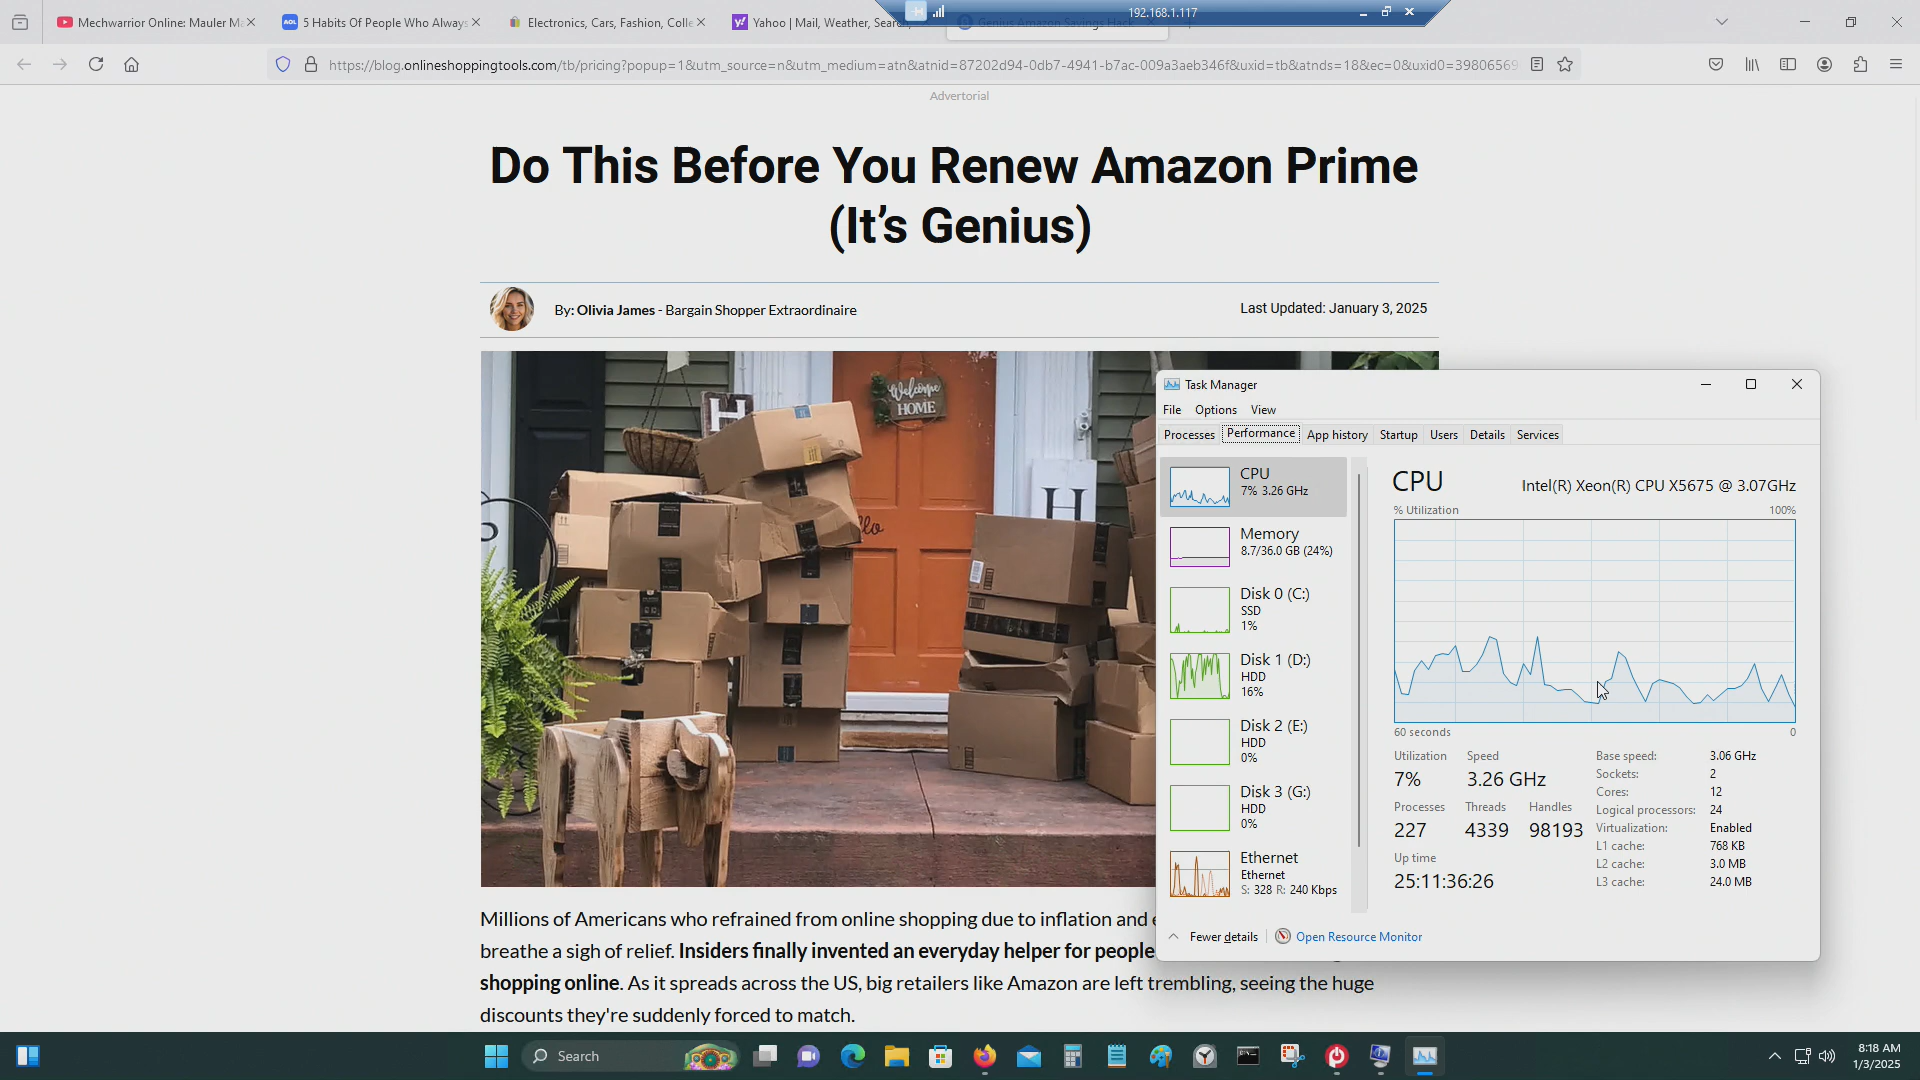 Mechwarrior Online: Mauler Ma
5 Habits Of People Who Always
Electronics, Cars, Fashion, Colle
Yahoo | Mail, Weather, Search,
192.168.1.117
Genius Amazon Savings Hack
https://blog.onlineshoppingtools.com/tb/pricing?popup=1&utm_source=n&utm_medium=atn&atnid=87202d94-0db7-4941-b7ac-009a3aeb346f&uxid=tb&atnds=18&ec=0&uxid0=39806569
Advertorial
Do This Before You Renew Amazon Prime
(It's Genius)
By: Olivia James - Bargain Shopper Extraordinaire
Last Updated: January 3, 2025
Welcome
HOME
H
H
Task Manager
File Options View
Processes Performance App history Startup Users Details Services
CPU
7% 3.26 GHz
Memory
8.7/36.0 GB (24%)
Disk 0 (C:)
SSD
1%
Disk 1 (D:)
HDD
16%
Disk 2 (E:)
HDD
0%
Disk 3 (G:)
HDD
0%
Ethernet
Ethernet
S: 328 R: 240 Kbps
CPU
Intel(R) Xeon(R) CPU X5675 @ 3.07GHz
% Utilization
100%
60 seconds
0
Utilization Speed
7% 3.26 GHz
Processes Threads Handles
227 4339 98193
Up time
25:11:36:26
Base speed: 3.06 GHz
Sockets: 2
Cores: 12
Logical processors: 24
Virtualization: Enabled
L1 cache: 768 KB
L2 cache: 3.0 MB
L3 cache: 24.0 MB
Fewer details
Open Resource Monitor
Millions of Americans who refrained from online shopping due to inflation and
breathe a sigh of relief. Insiders finally invented an everyday helper for people
shopping online. As it spreads across the US, big retailers like Amazon are left trembling, seeing the huge
discounts they're suddenly forced to match.
Search
8:18 AM
1/3/2025